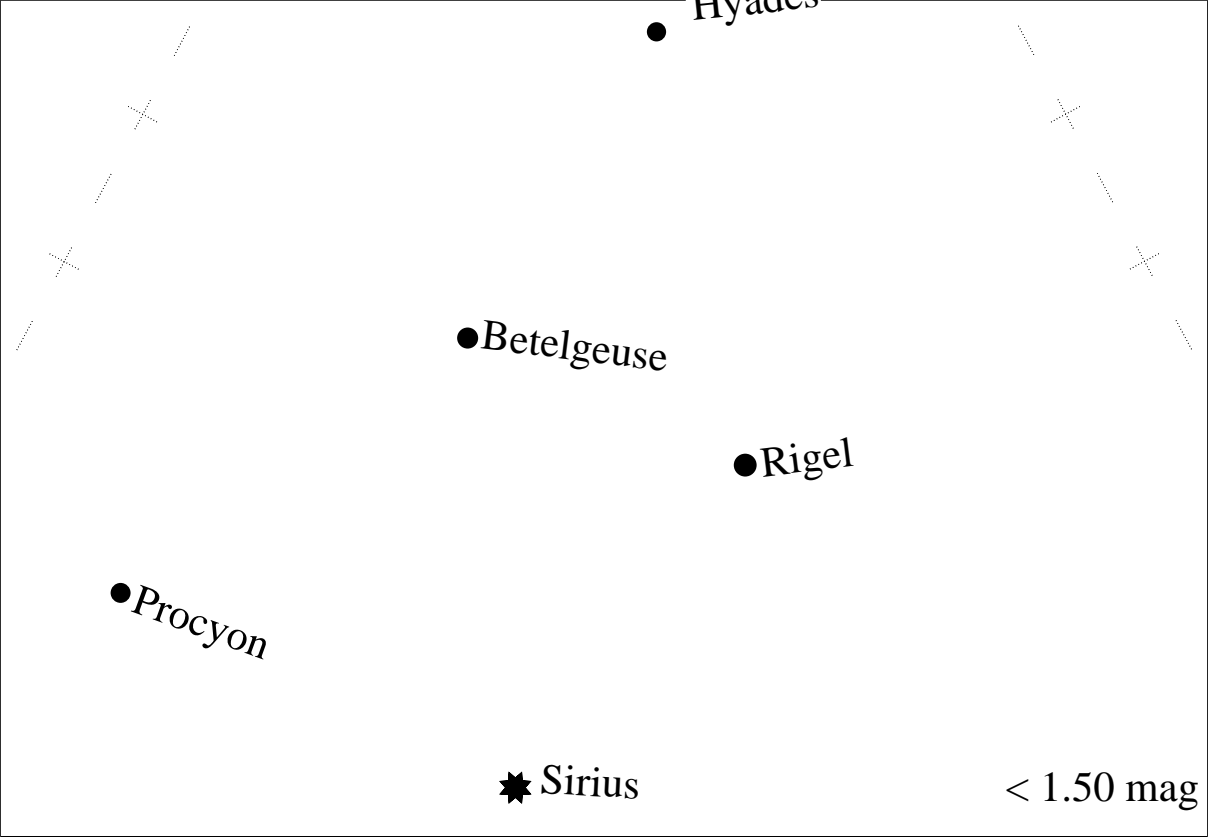 Hyades
Betelgeuse
Rigel
Procyon
Sirius
< 1.50 mag